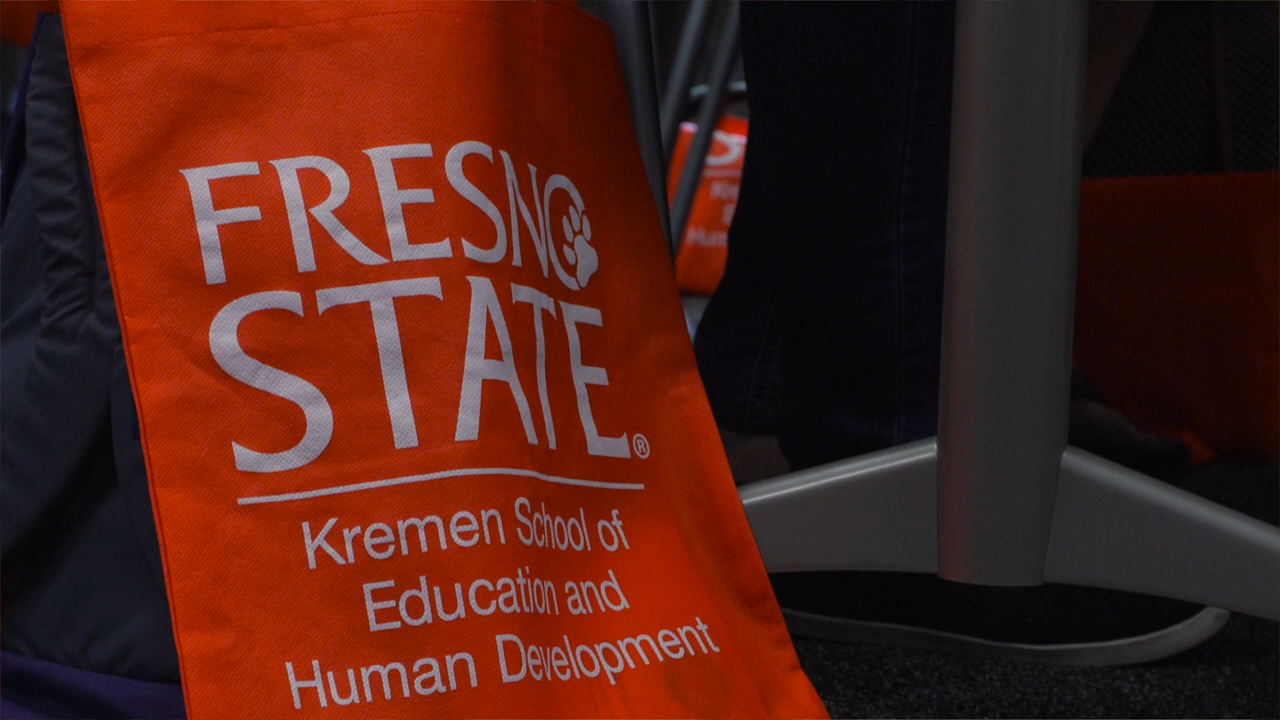 FRESNO
STATE®
Kremen School of
Education and
Human Development